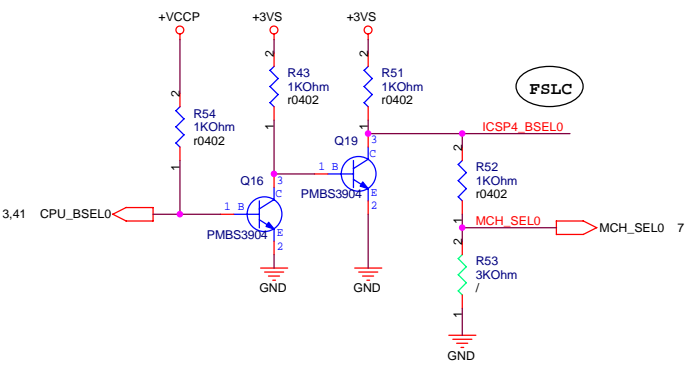 +VCCP
+3VS
+3VS
2
R54
1KOhm
r0402
1
2
R43
1KOhm
r0402
1
2
R51
1KOhm
r0402
1
FSLC
Q19
3
C
1 B
E
2
PMBS3904
ICSP4_BSEL0
2
R52
1KOhm
r0402
1
Q16
3
C
1 B
E
2
PMBS3904
3,41 CPU_BSEL0
MCH_SEL0
MCH_SEL0 7
2
R53
3KOhm
/
1
GND
GND
GND